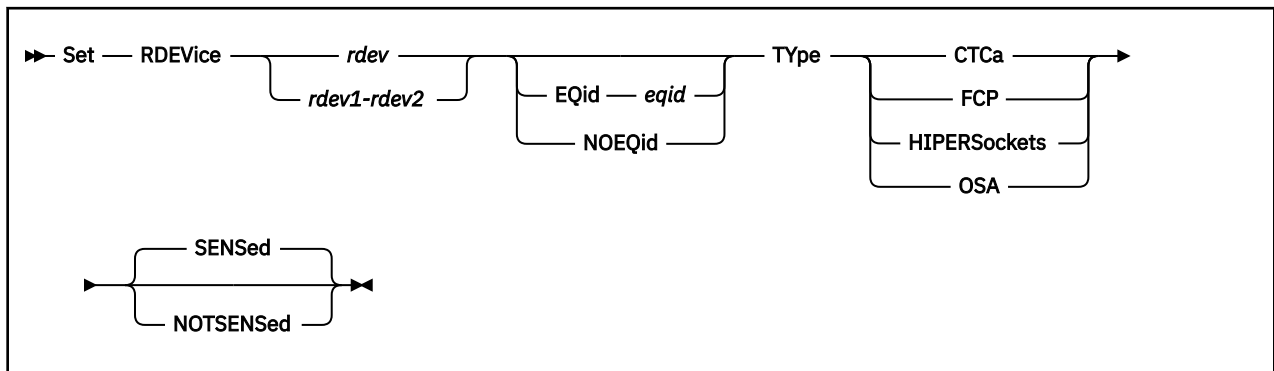 Set RDEVice rdev TYpe CTCa
rdev1-rdev2 EQid eqid FCP
NOEQid HIPERSockets
OSA
SENSed
NOTSENSed